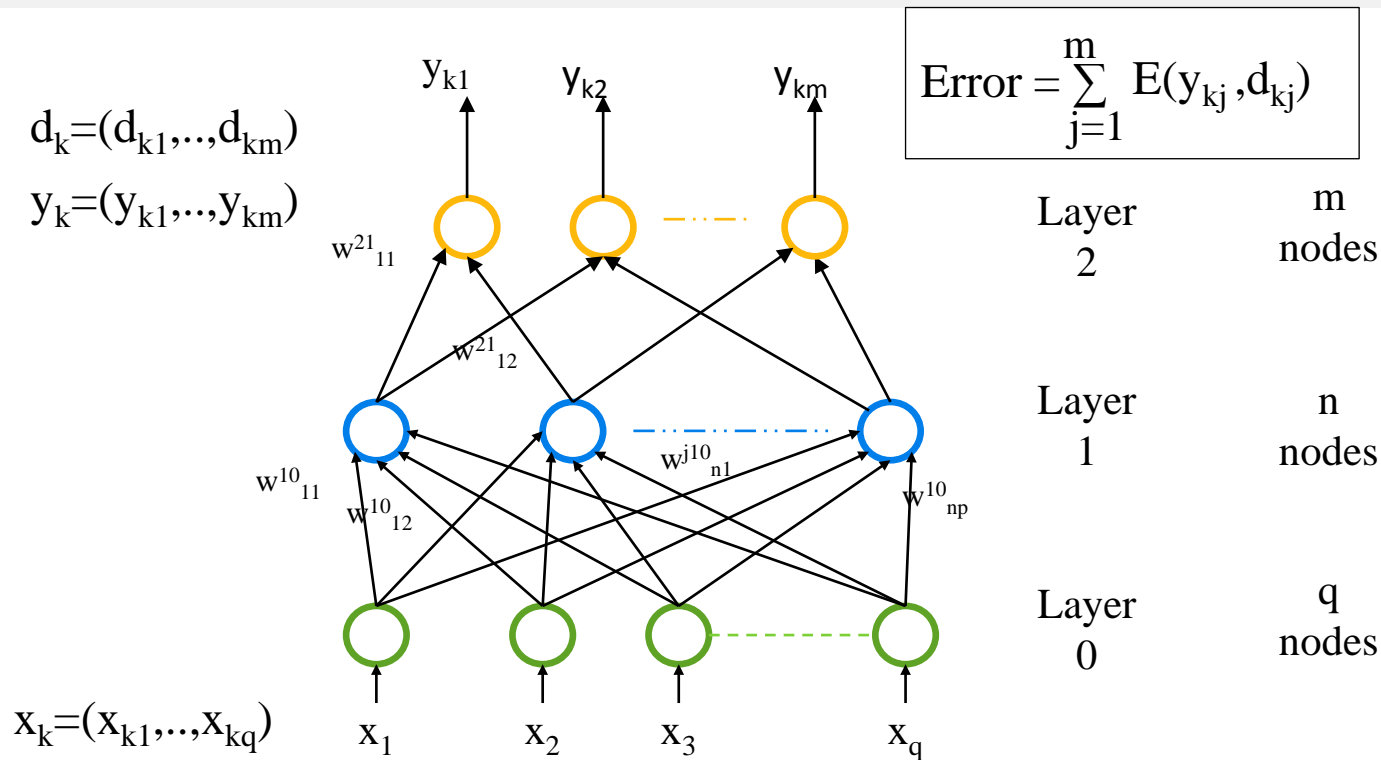 y_k1 y_k2 y_km
Error = m∑j=1 E(y_kj ,d_kj)
d_k=(d_k1,..,d_km)
y_k=(y_k1,..,y_km)
Layer 2
m nodes
w^21_11
w^21_12
Layer 1
n nodes
w^j10_n1
w^10_11
w^10_12
w^10_np
Layer 0
q nodes
x_k=(x_k1,..,x_kq)
x_1 x_2 x_3 x_q